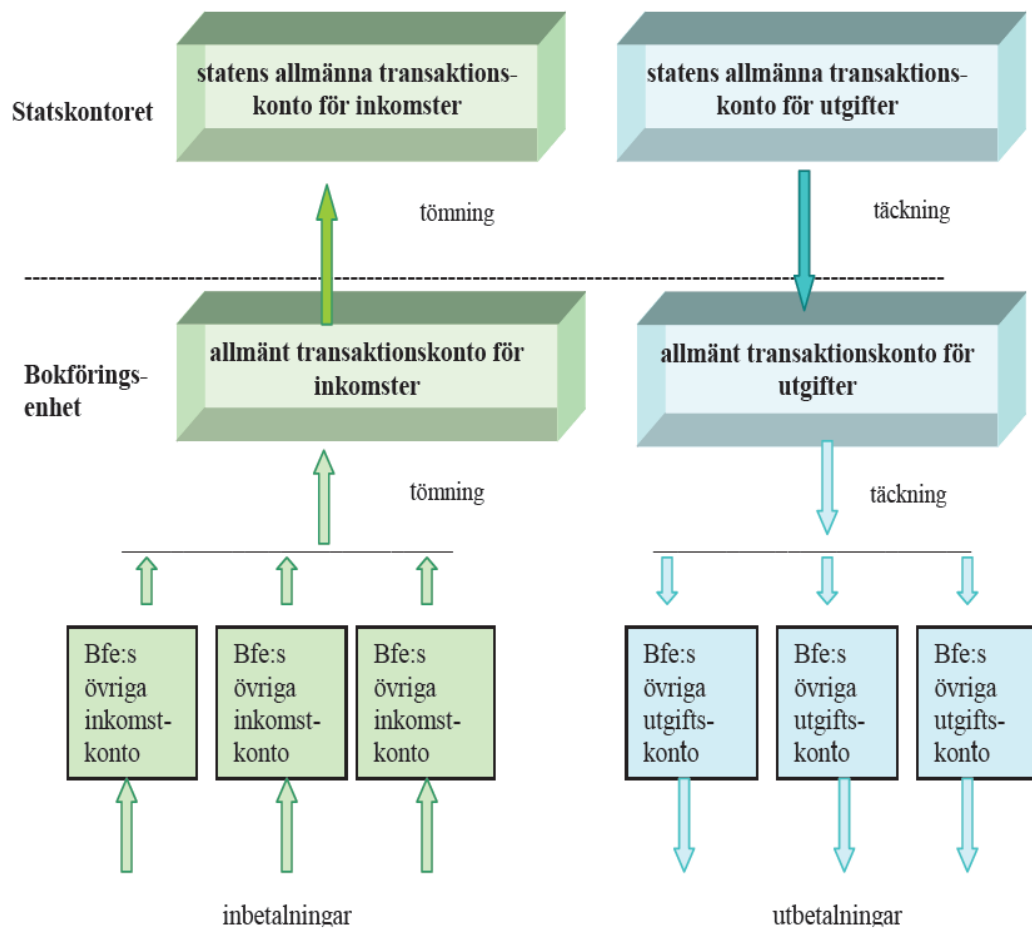 statens allmänna transaktions-
konto för inkomster
statens allmänna transaktions-
konto för utgifter
Statskontoret
tömning
täckning
allmänt transaktionskonto för
inkomster
allmänt transaktionskonto för
utgifter
Bokförings-
enhet
tömning
täckning
Bfe:s
övriga
inkomst-
konto
Bfe:s
övriga
inkomst-
konto
Bfe:s
övriga
inkomst-
konto
Bfe:s
övriga
utgifts-
konto
Bfe:s
övriga
utgifts-
konto
Bfe:s
övriga
utgifts-
konto
inbetalningar
utbetalningar